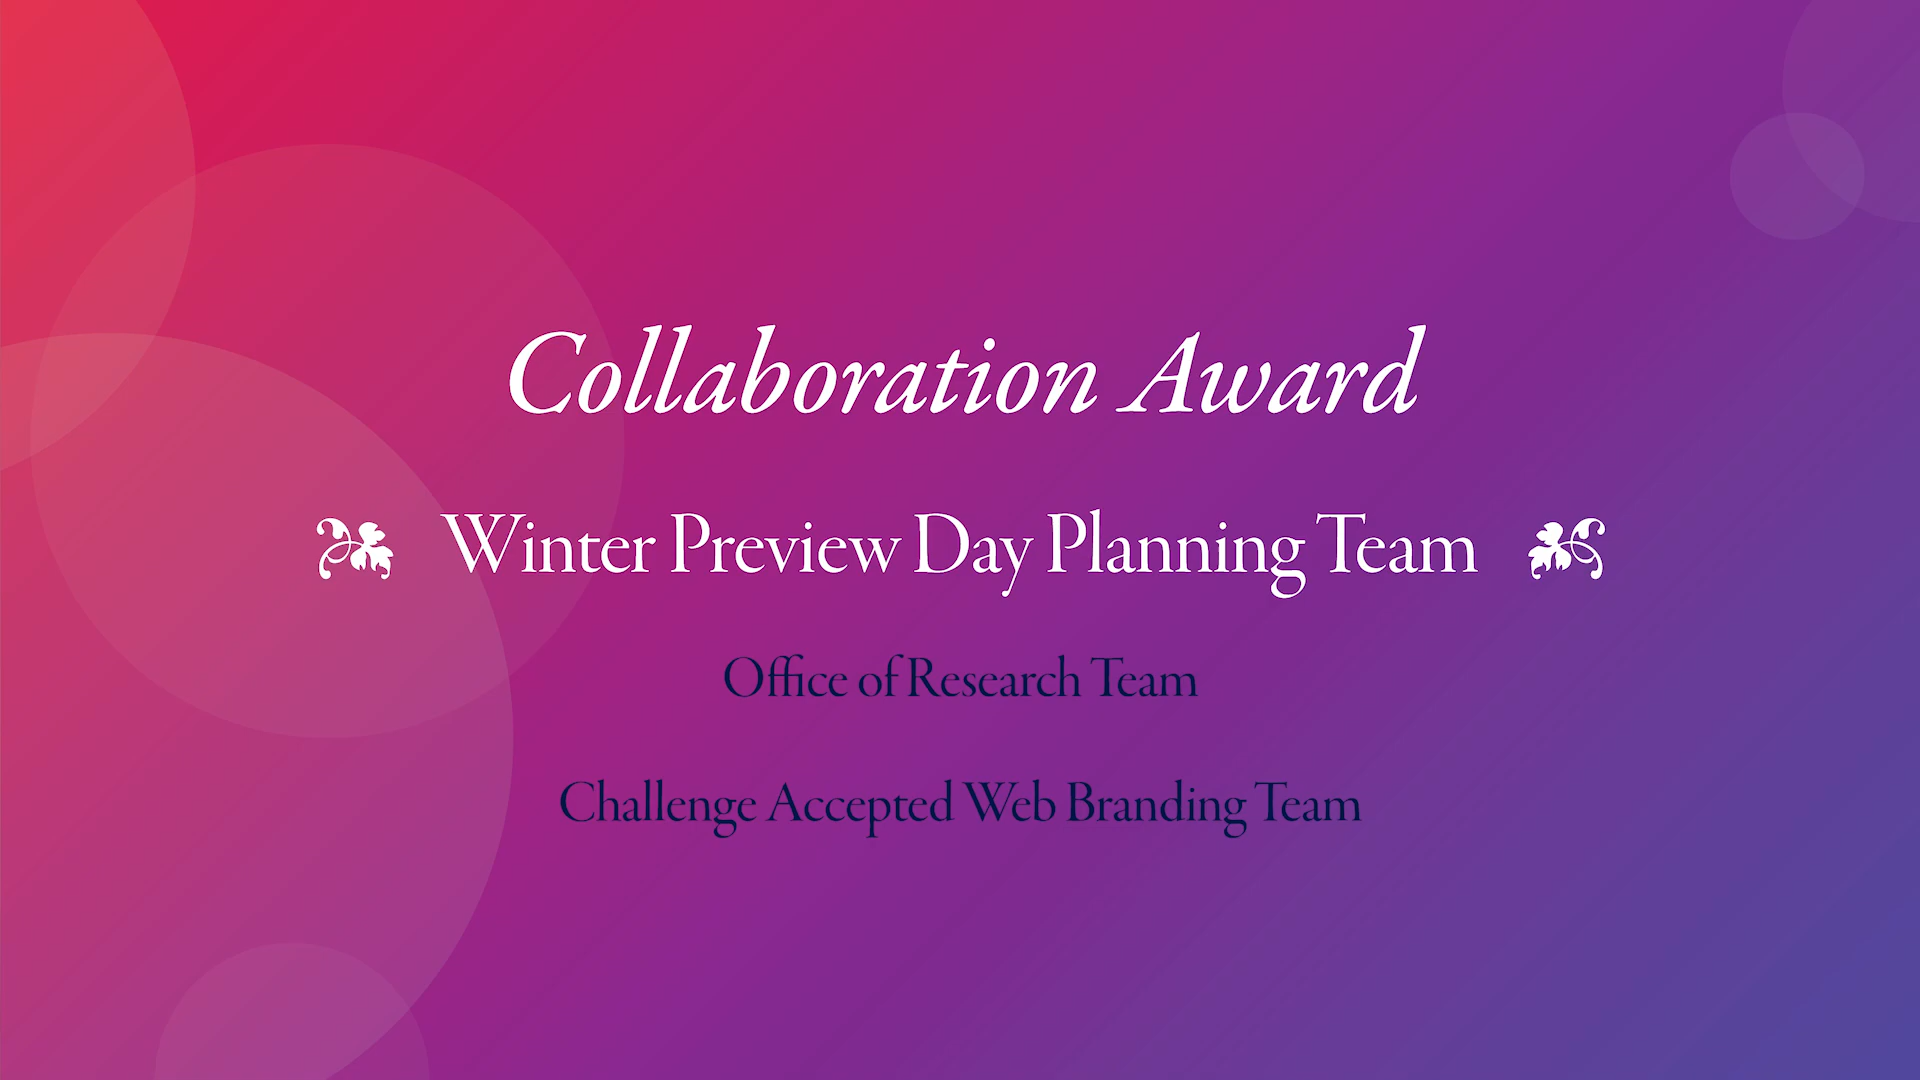 Collaboration Award
Winter Preview Day Planning Team
Office of Research Team
Challenge Accepted Web Branding Team